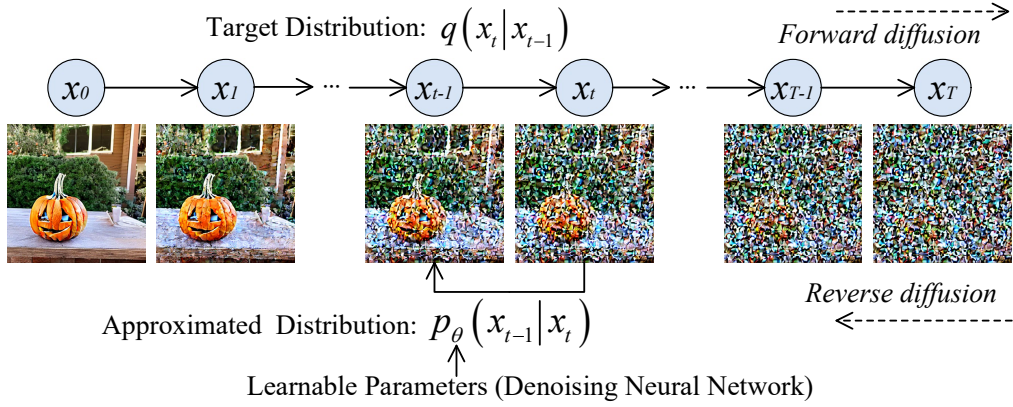 Target Distribution: q(x_t|x_{t-1})
Forward diffusion
x_0 x_1 ... x_{t-1} x_t ... x_{T-1} x_T
Reverse diffusion
Approximated Distribution: p_θ(x_{t-1}|x_t)
Learnable Parameters (Denoising Neural Network)